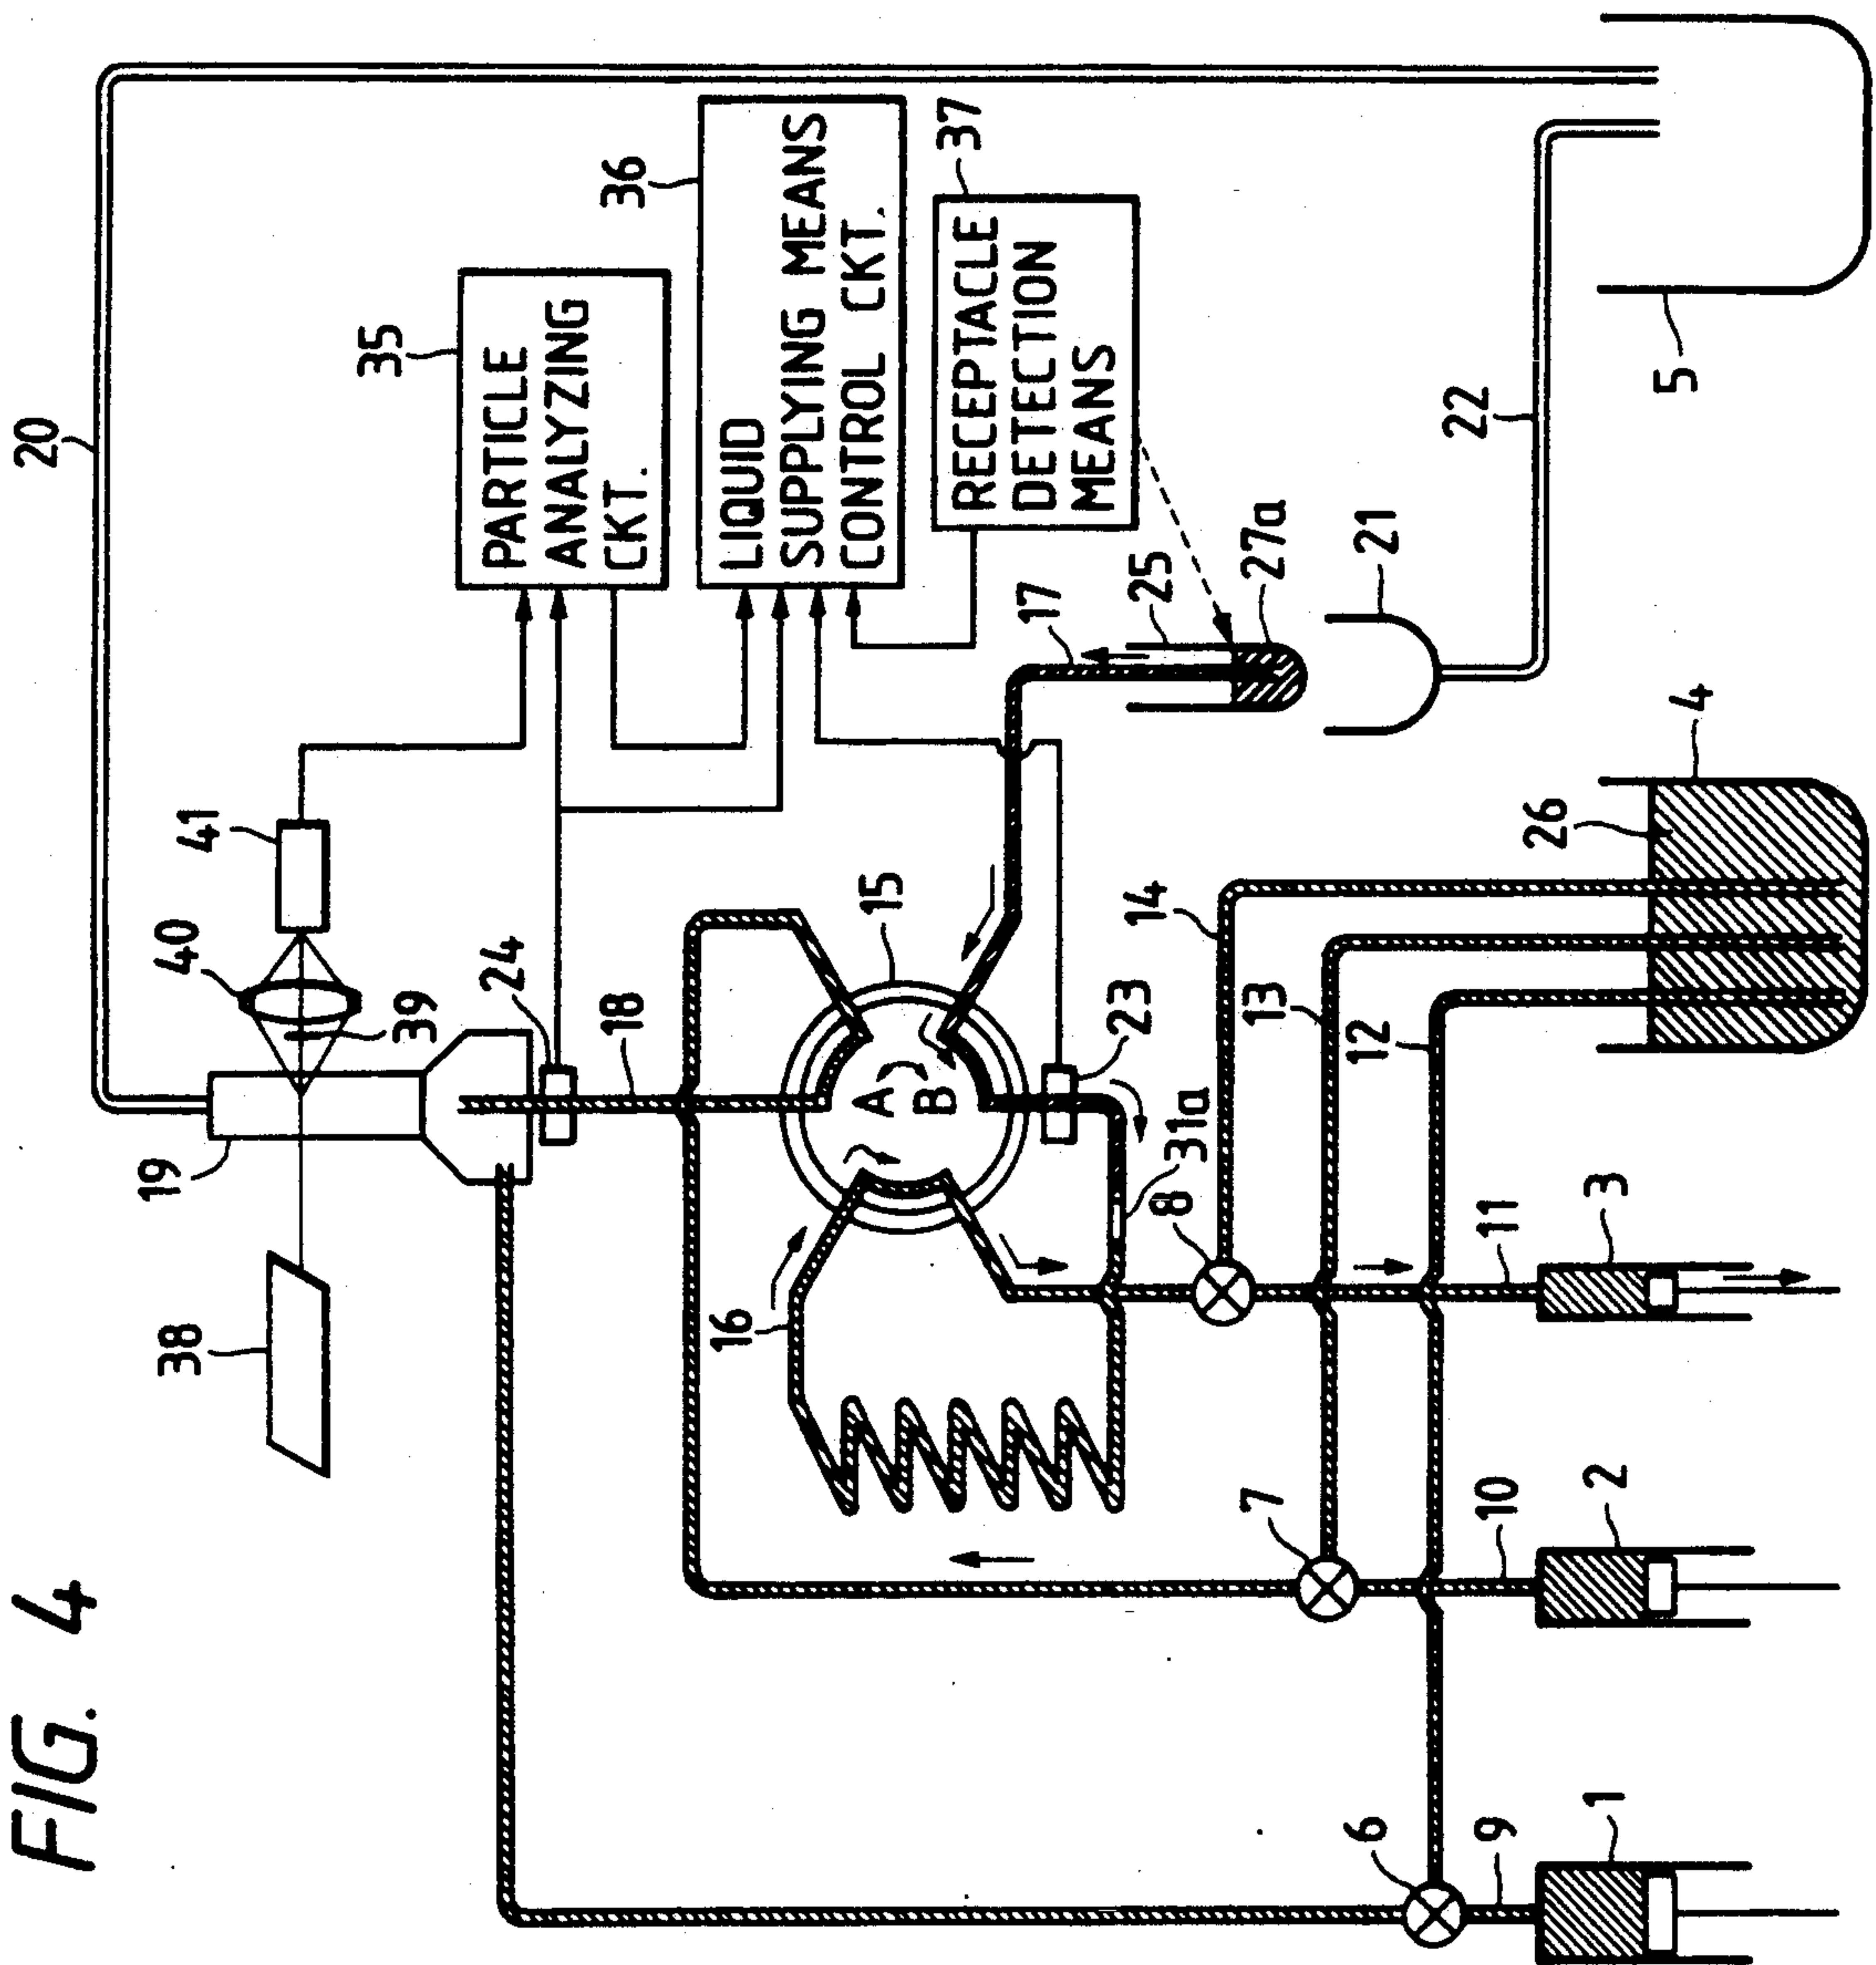 FIG. 4
20
35
PARTICLE
ANALYZING
CKT.
36
LIQUID
SUPPLYING MEANS
CONTROL CKT.
37
RECEPTACLE
DETECTION
MEANS
38
19
39
40
41
24
18
15
A
B
23
31a
16
17
25
27a
21
22
5
8
14
13
12
26
4
7
6
11
3
10
2
9
1